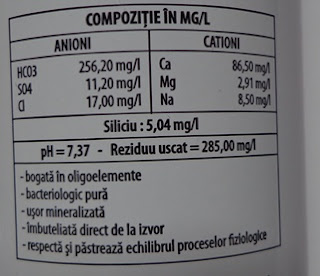 COMPOZIȚIE ÎN MG/L
ANIONI CATIONI
HCO3 256,20 mg/l Ca 86,50 mg/l
SO4 11,20 mg/l Mg 2,91 mg/l
Cl 17,00 mg/l Na 8,50 mg/l
Siliciu : 5,04 mg/l
pH = 7,37 - Reziduu uscat = 285,00 mg/l
- bogată în oligoelemente
- bacteriologic pură
- ușor mineralizată
- îmbuteliată direct de la izvor
- respectă și păstrează echilibrul proceselor fiziologice